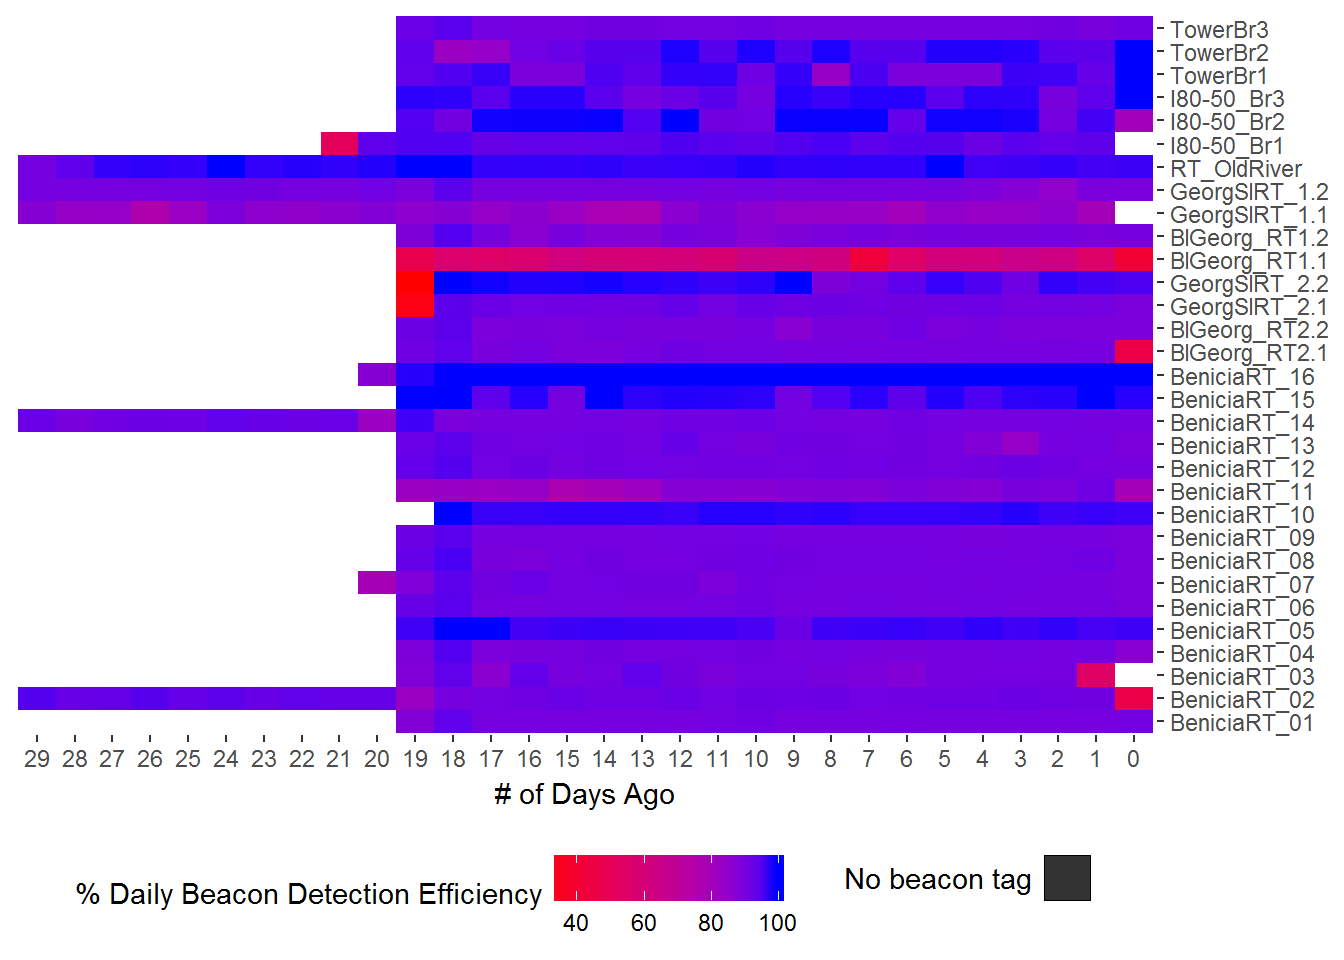 TowerBr3
TowerBr2
TowerBr1
I80-50_Br3
I80-50_Br2
I80-50_Br1
RT_OldRiver
GeorgSlRT_1.2
GeorgSlRT_1.1
BlGeorg_RT1.2
BlGeorg_RT1.1
GeorgSlRT_2.2
GeorgSlRT_2.1
BlGeorg_RT2.2
BlGeorg_RT2.1
BeniciaRT_16
BeniciaRT_15
BeniciaRT_14
BeniciaRT_13
BeniciaRT_12
BeniciaRT_11
BeniciaRT_10
BeniciaRT_09
BeniciaRT_08
BeniciaRT_07
BeniciaRT_06
BeniciaRT_05
BeniciaRT_04
BeniciaRT_03
BeniciaRT_02
BeniciaRT_01
29 28 27 26 25 24 23 22 21 20 19 18 17 16 15 14 13 12 11 10 9 8 7 6 5 4 3 2 1 0
# of Days Ago
% Daily Beacon Detection Efficiency
40 60 80 100
No beacon tag